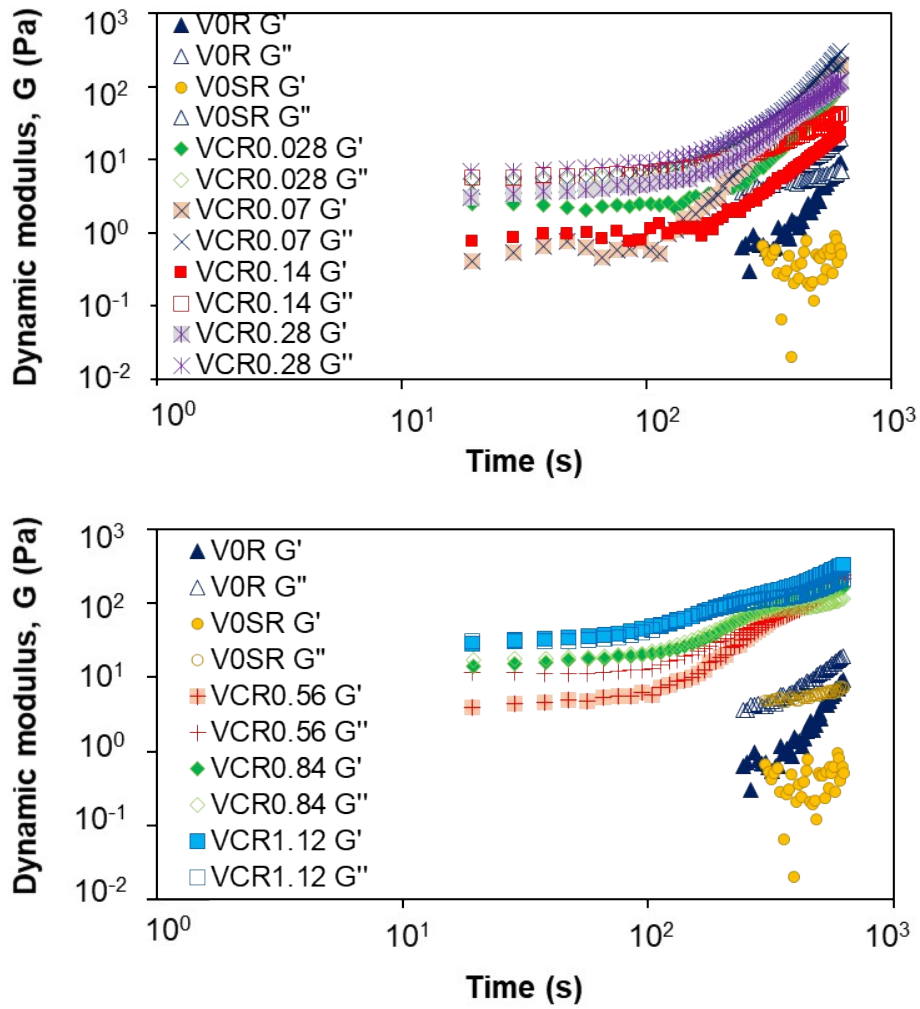 Dynamic modulus, G (Pa)
10³
10²
10¹
10⁰
10⁻¹
10⁻²
V0R G'
V0R G"
V0SR G'
V0SR G"
VCR0.028 G'
VCR0.028 G"
VCR0.07 G'
VCR0.07 G"
VCR0.14 G'
VCR0.14 G"
VCR0.28 G'
VCR0.28 G"
10⁰ 10¹ 10² 10³
Time (s)
Dynamic modulus, G (Pa)
10³
10²
10¹
10⁰
10⁻¹
10⁻²
V0R G'
V0R G"
V0SR G'
V0SR G"
VCR0.56 G'
VCR0.56 G"
VCR0.84 G'
VCR0.84 G"
VCR1.12 G'
VCR1.12 G"
10⁰ 10¹ 10² 10³
Time (s)